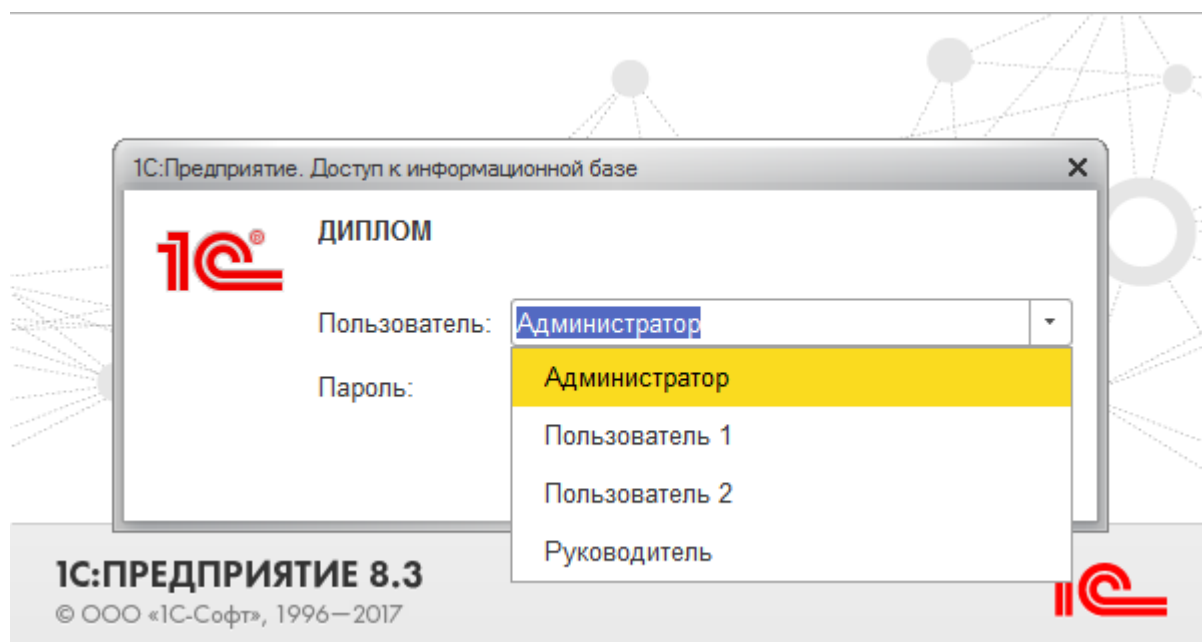 1С:Предприятие. Доступ к информационной базе
1С®
ДИПЛОМ
Пользователь: Администратор
Администратор
Пароль:
Пользователь 1
Пользователь 2
Руководитель
1С:ПРЕДПРИЯТИЕ 8.3
© ООО «1С-Софт», 1996—2017
1С